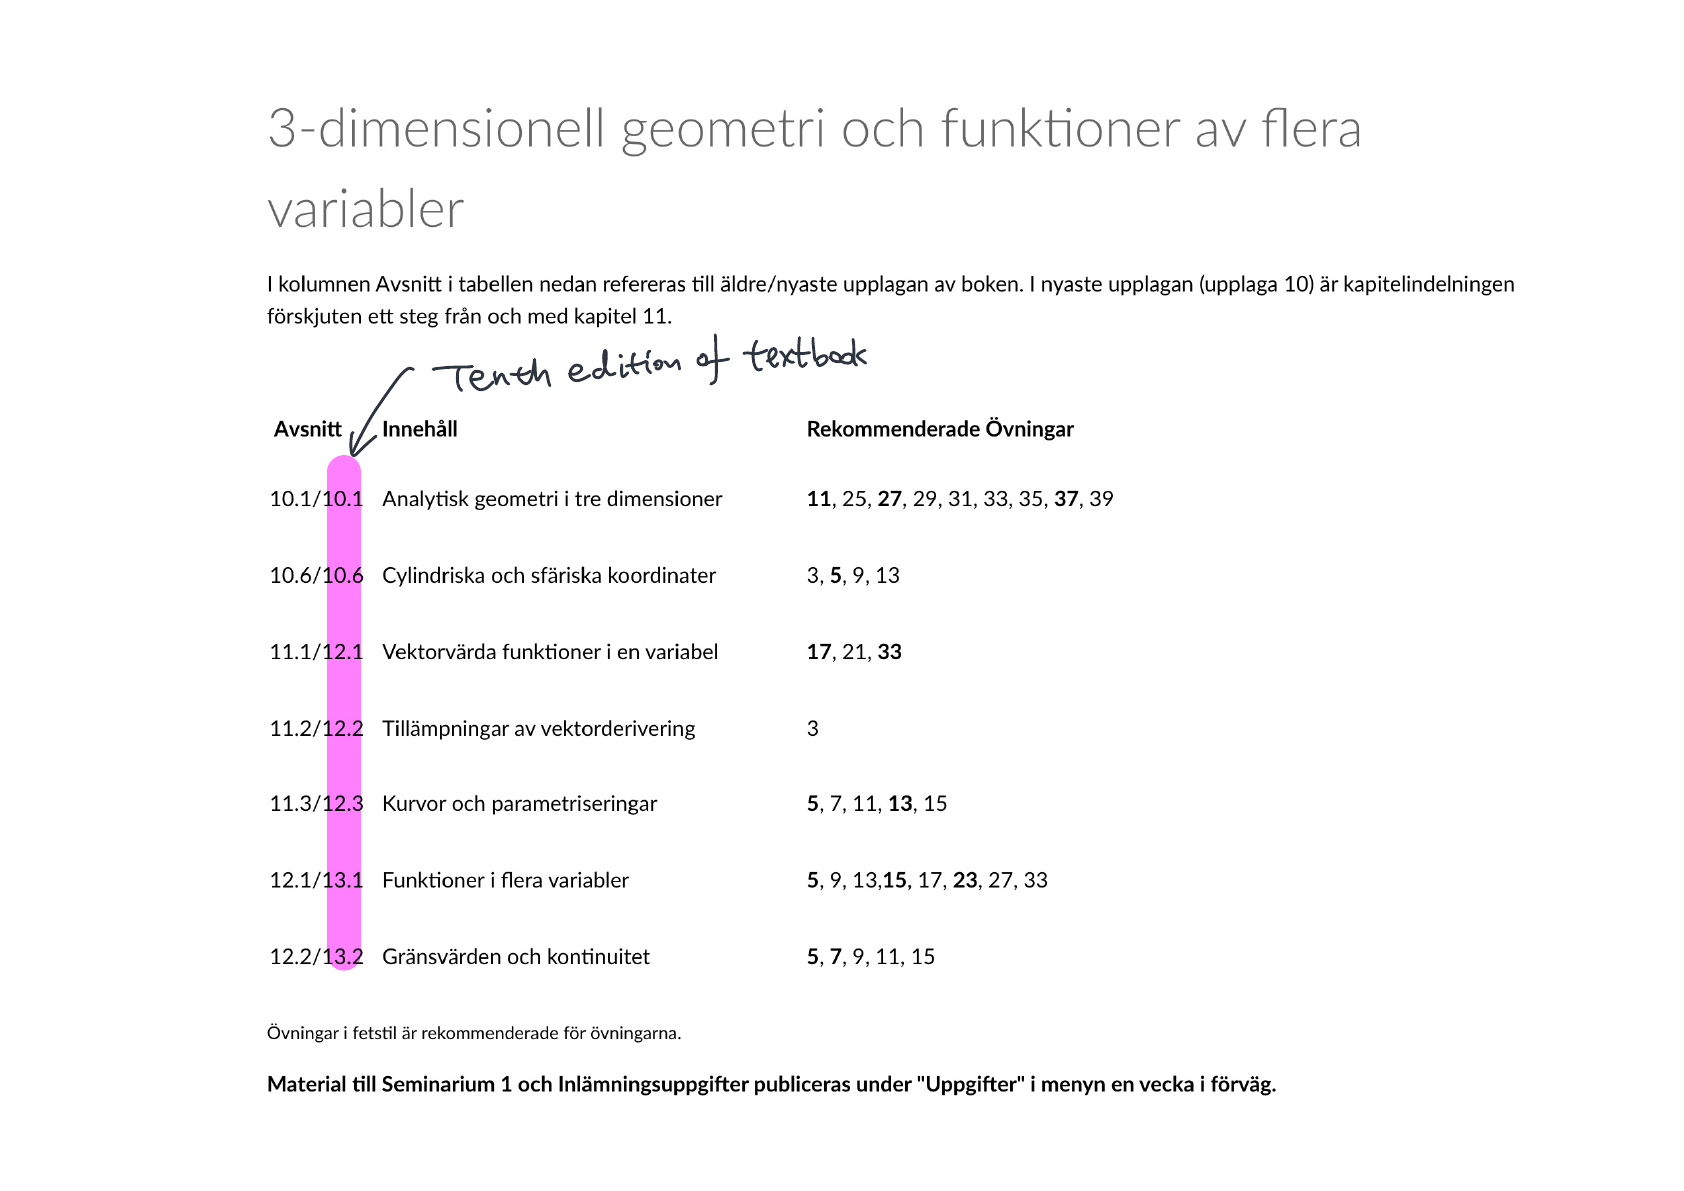 3-dimensionell geometri och funktioner av flera
variabler
I kolumnen Avsnitt i tabellen nedan refereras till äldre/nyaste upplagan av boken. I nyaste upplagan (upplaga 10) är kapitelindelningen
förskjuten ett steg från och med kapitel 11.
Tenth edition of textbook
Avsnitt Innehåll Rekommenderade Övningar
10.1/10.1 Analytisk geometri i tre dimensioner 11, 25, 27, 29, 31, 33, 35, 37, 39
10.6/10.6 Cylindriska och sfäriska koordinater 3, 5, 9, 13
11.1/12.1 Vektorvärda funktioner i en variabel 17, 21, 33
11.2/12.2 Tillämpningar av vektorderivering 3
11.3/12.3 Kurvor och parametriseringar 5, 7, 11, 13, 15
12.1/13.1 Funktioner i flera variabler 5, 9, 13,15, 17, 23, 27, 33
12.2/13.2 Gränsvärden och kontinuitet 5, 7, 9, 11, 15
Övningar i fetstil är rekommenderade för övningarna.
Material till Seminarium 1 och Inlämningsuppgifter publiceras under "Uppgifter" i menyn en vecka i förväg.